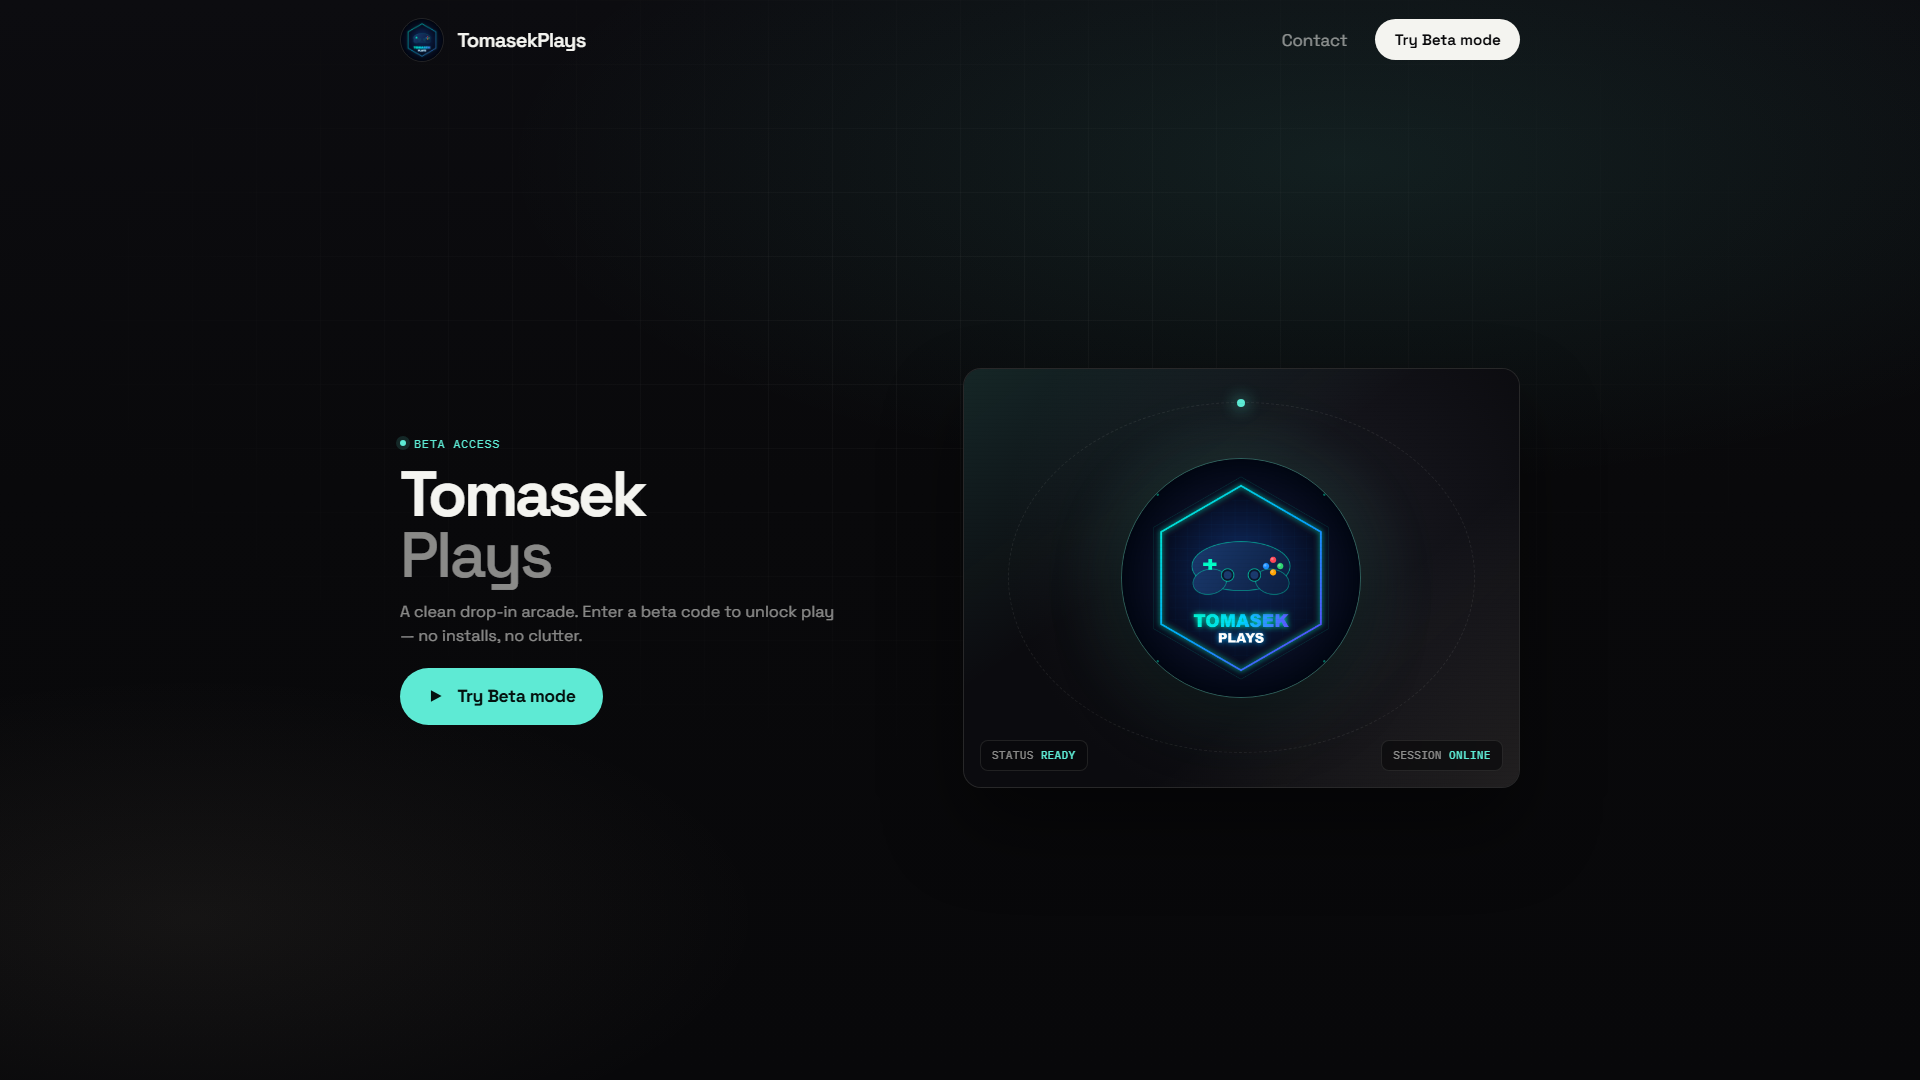 TomasekPlays
Contact
Try Beta mode
BETA ACCESS
Tomasek
Plays
A clean drop-in arcade. Enter a beta code to unlock play
— no installs, no clutter.
Try Beta mode
TOMASEK
PLAYS
STATUS READY
SESSION ONLINE